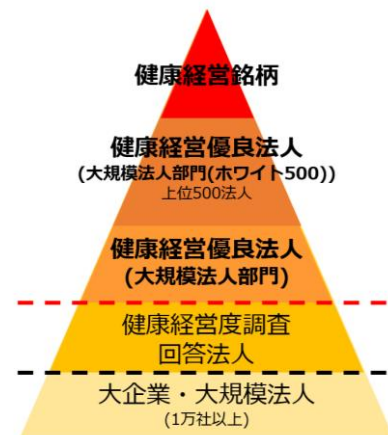 健康経営銘柄
健康経営優良法人
(大規模法人部門(ホワイト500))
上位500法人
健康経営優良法人
(大規模法人部門)
健康経営度調査
回答法人
大企業・大規模法人
(1万社以上)